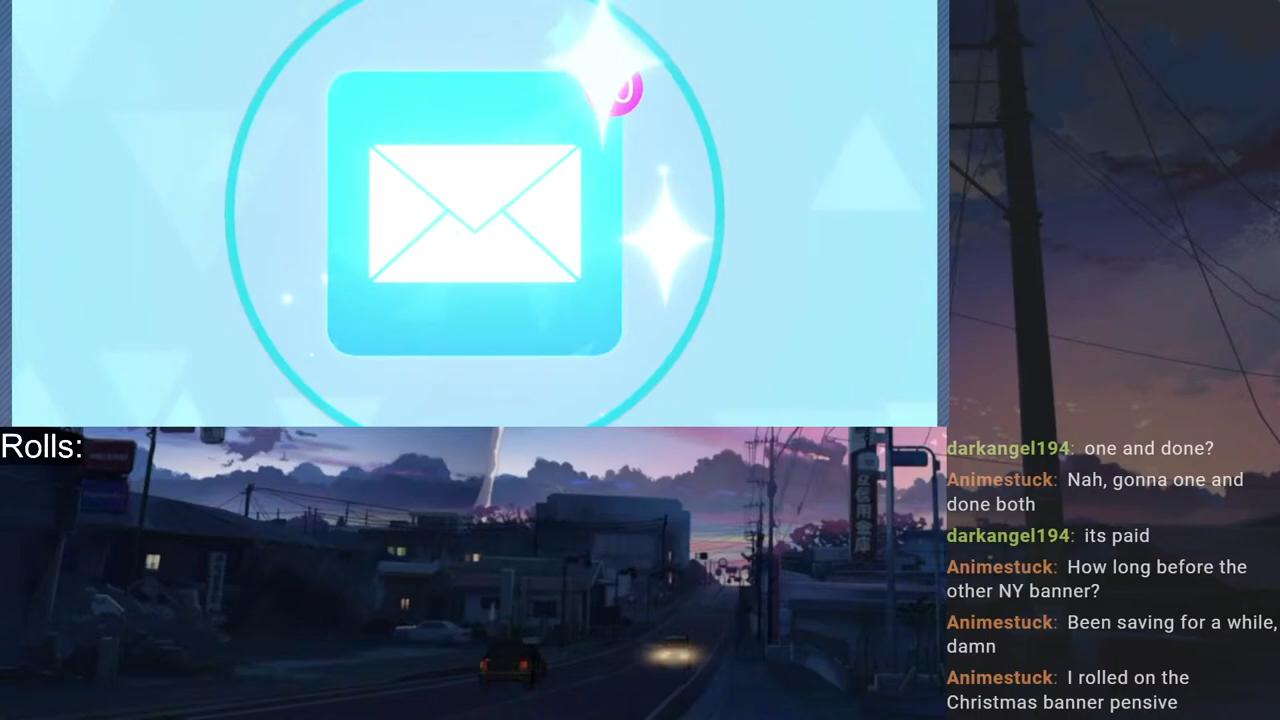 Rolls:
darkangel194: one and done?
Animestuck: Nah, gonna one and
done both
darkangel194: its paid
Animestuck: How long before the
other NY banner?
Animestuck: Been saving for a while,
damn
Animestuck: I rolled on the
Christmas banner pensive